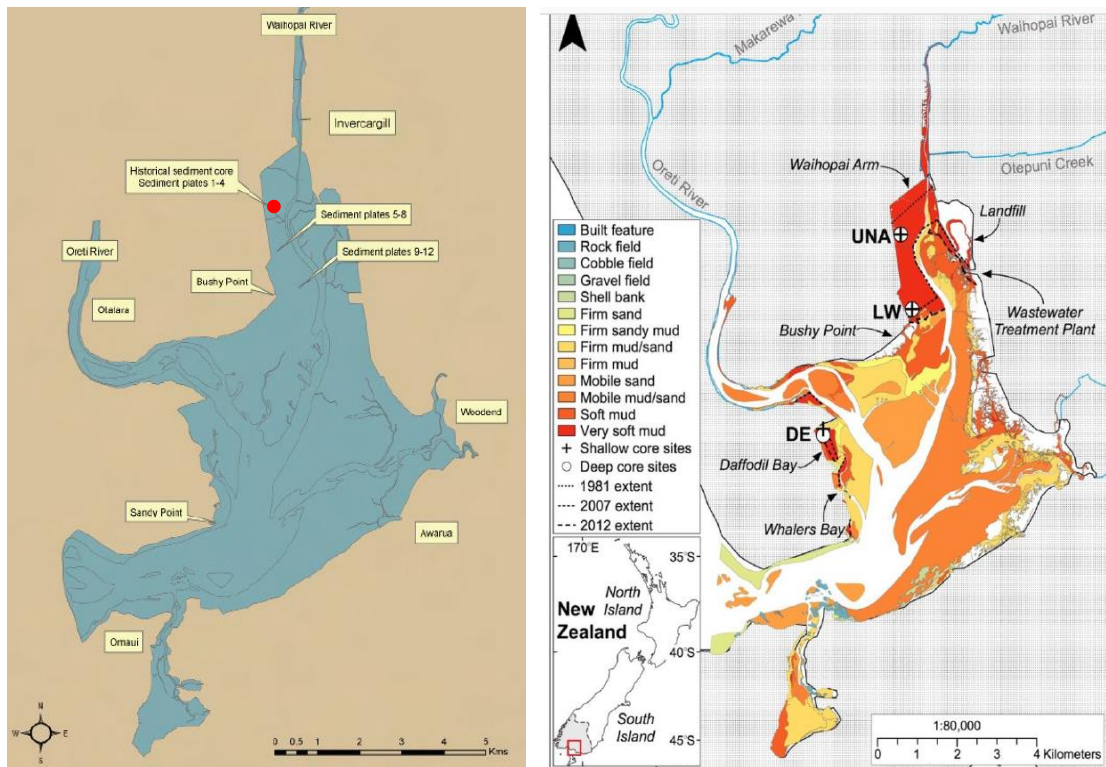 Waihopai River
Invercargill
Historical sediment core
Sediment plates 1-4
Sediment plates 5-8
Sediment plates 9-12
Oreti River
Bushy Point
Otatara
Woodend
Sandy Point
Awarua
Omaui
N
W
E
S
0 0.5 1 2 3 4 5
Kms
Makarewa
Waihopai River
Oreti River
Otepuni Creek
Waihopai Arm
Landfill
UNA
LW
Wastewater
Treatment Plant
Bushy Point
DE
Daffodil Bay
Whalers Bay
Built feature
Rock field
Cobble field
Gravel field
Shell bank
Firm sand
Firm sandy mud
Firm mud/sand
Firm mud
Mobile sand
Mobile mud/sand
Soft mud
Very soft mud
Shallow core sites
Deep core sites
1981 extent
2007 extent
2012 extent
170°E
35°S
North
Island
New
Zealand
40°S
South
Island
45°S
1:80,000
0 1 2 3 4
Kilometers